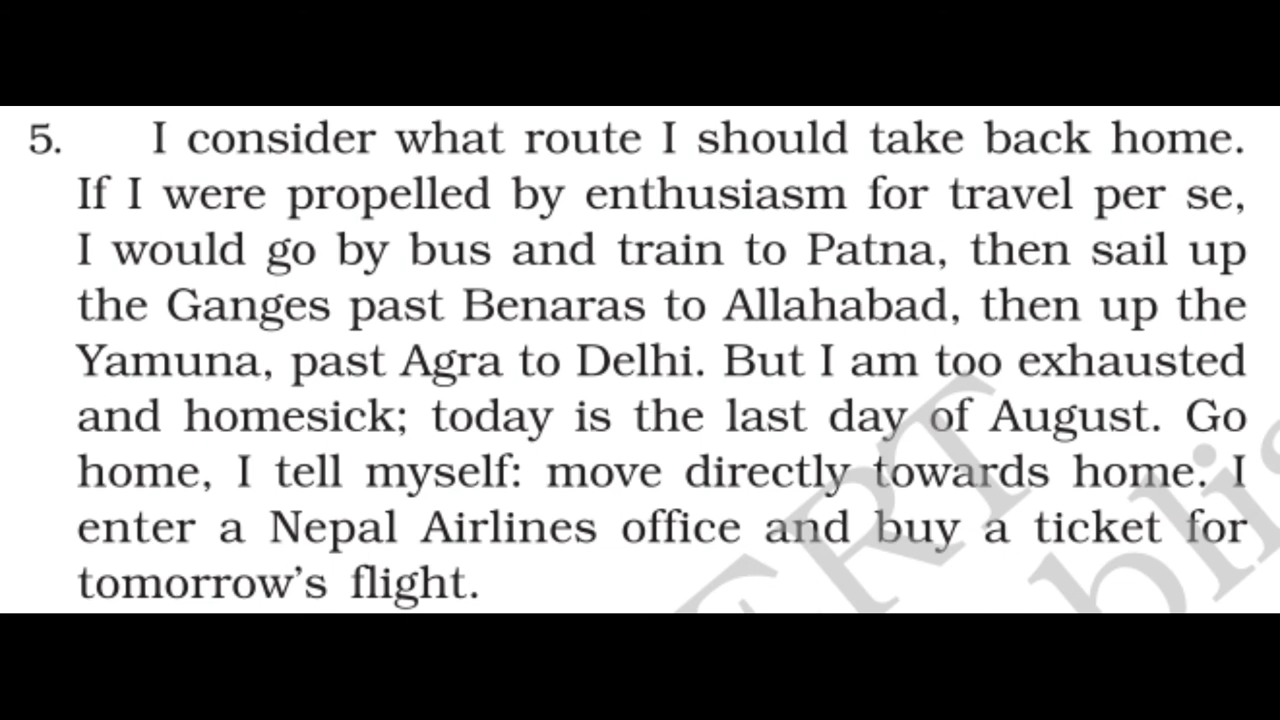 5. I consider what route I should take back home.
If I were propelled by enthusiasm for travel per se,
I would go by bus and train to Patna, then sail up
the Ganges past Benaras to Allahabad, then up the
Yamuna, past Agra to Delhi. But I am too exhausted
and homesick; today is the last day of August. Go
home, I tell myself: move directly towards home. I
enter a Nepal Airlines office and buy a ticket for
tomorrow’s flight.